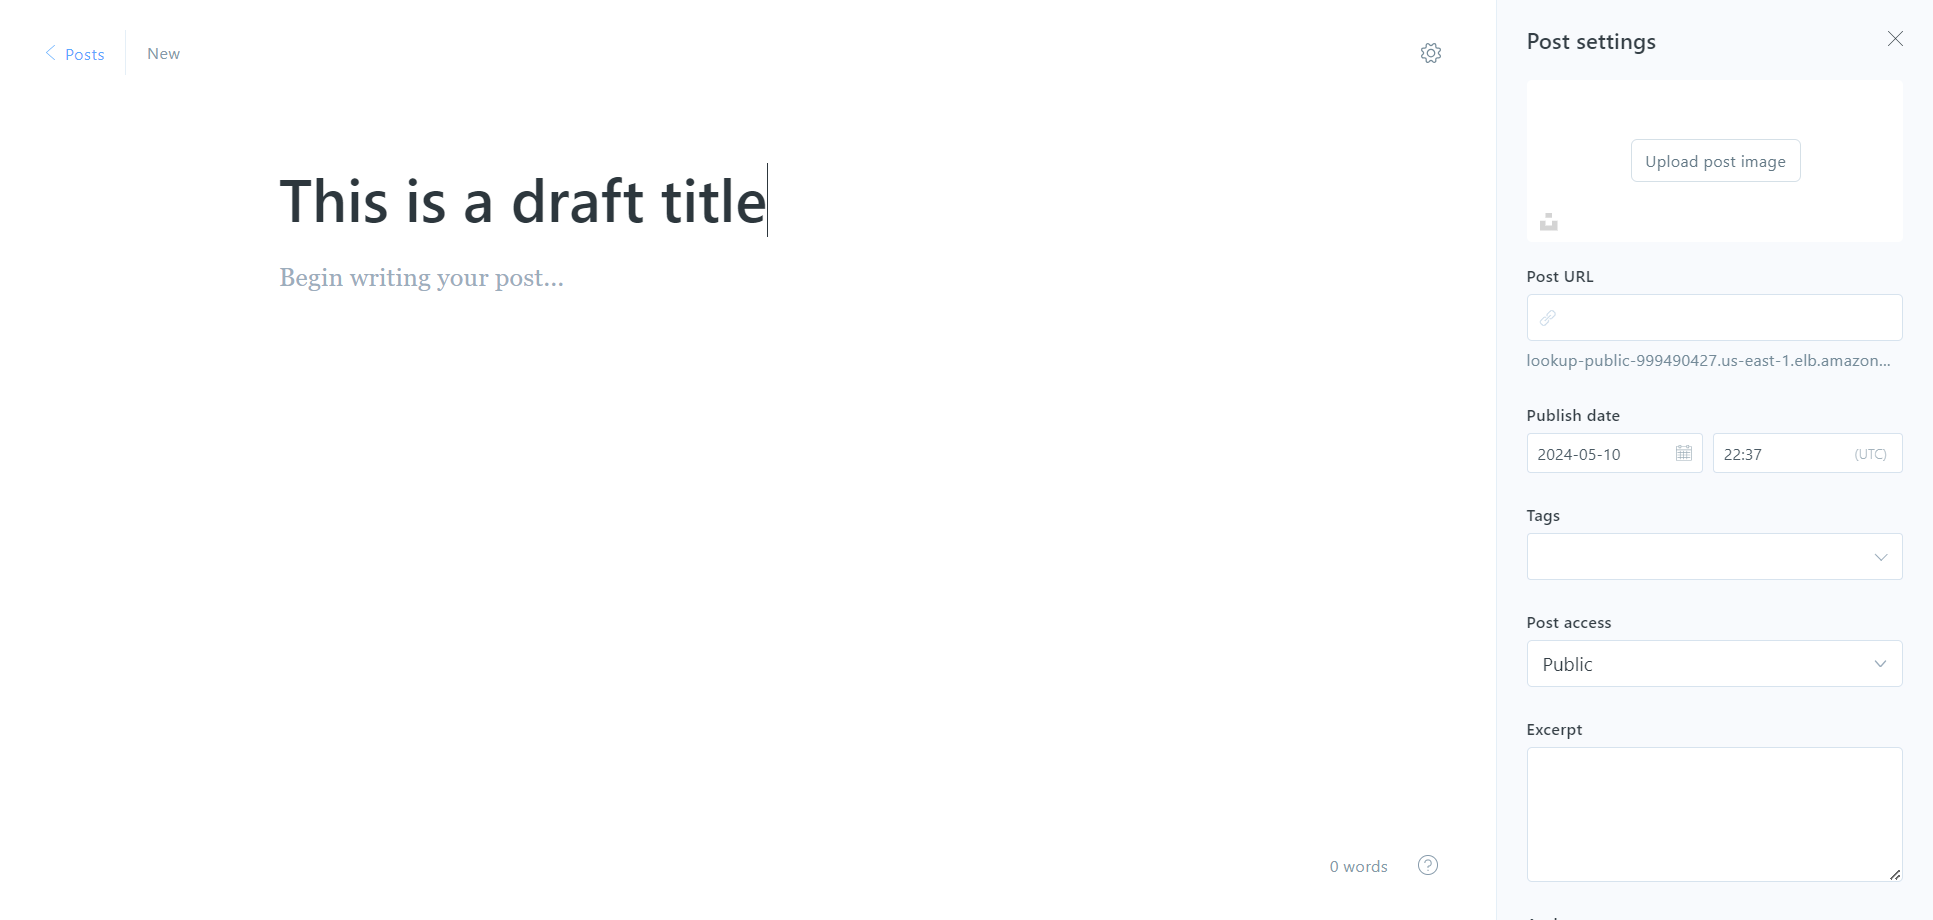 Posts
New
This is a draft title
Begin writing your post...
0 words
Post settings
Upload post image
Post URL
lookup-public-999490427.us-east-1.elb.amazon...
Publish date
2024-05-10
22:37
(UTC)
Tags
Post access
Public
Excerpt